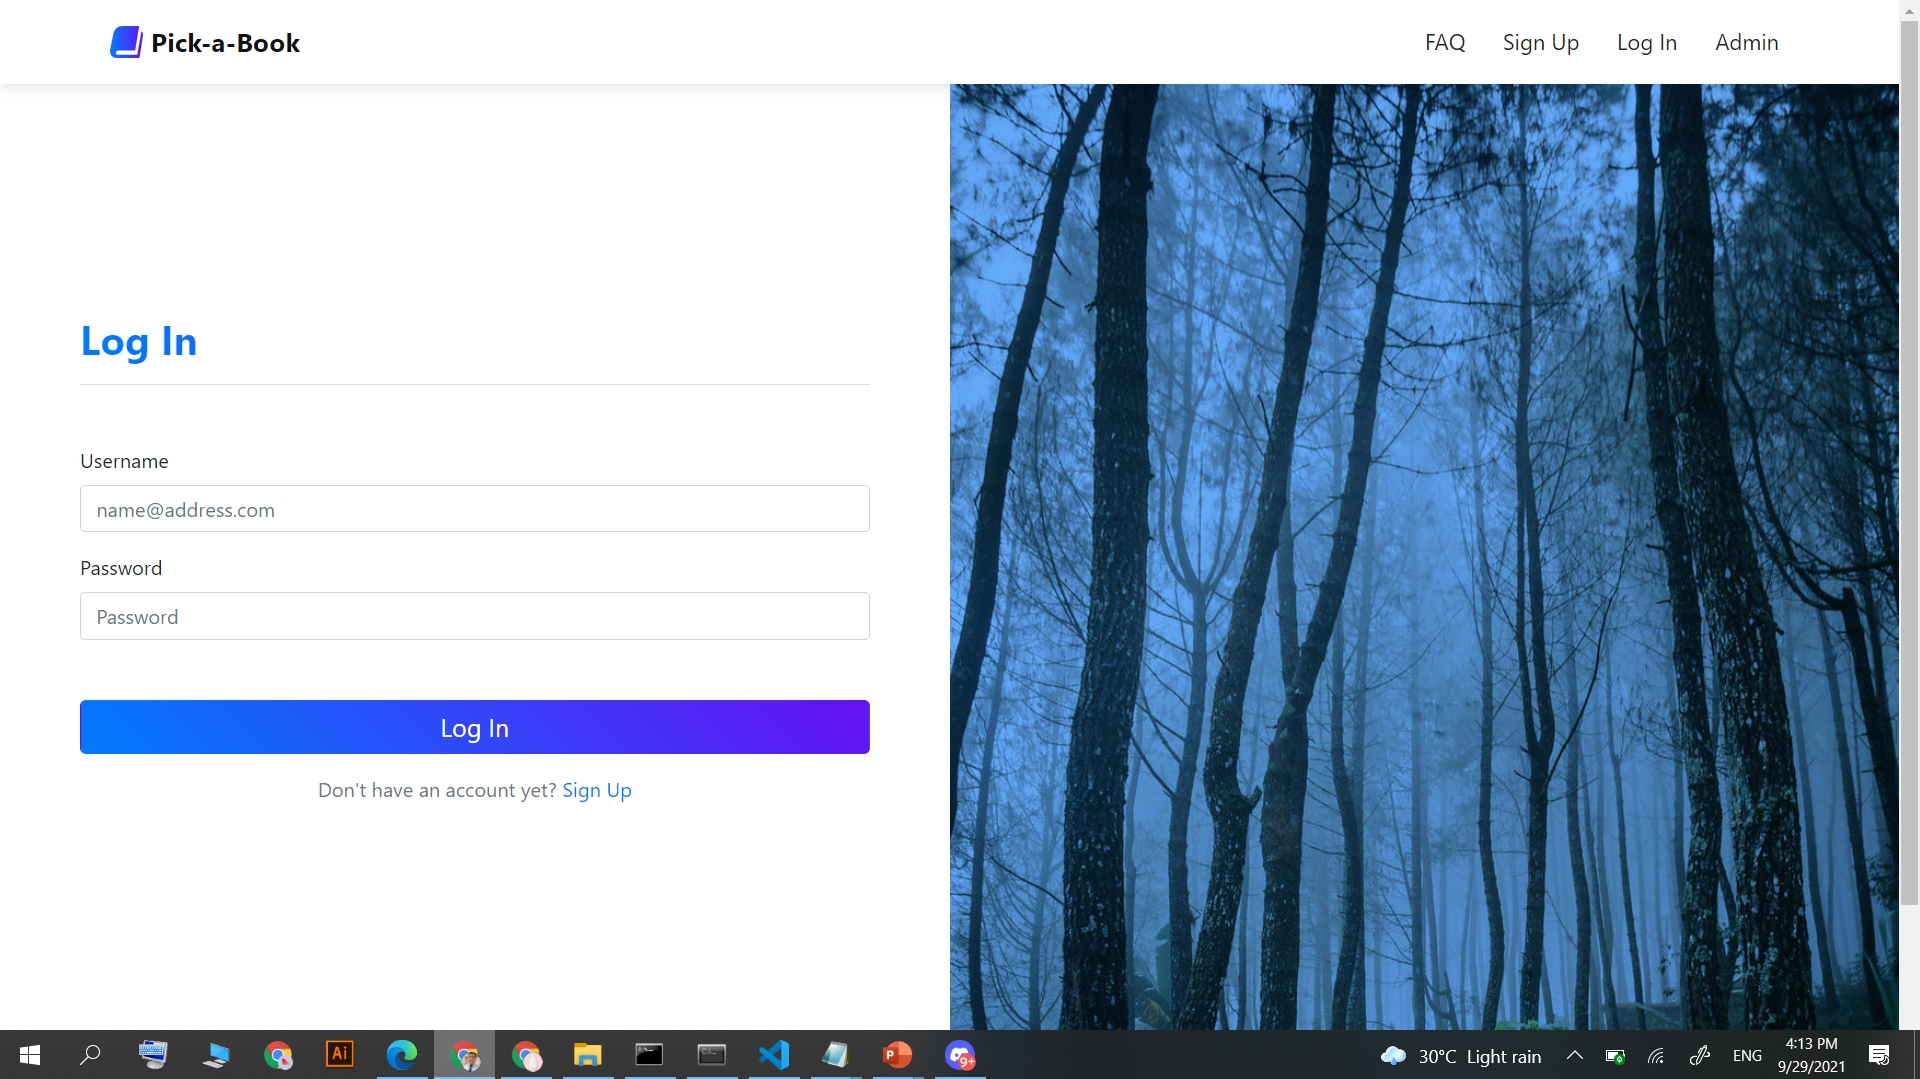 Pick-a-Book
FAQ Sign Up Log In Admin
Log In
Username
name@address.com
Password
Password
Log In
Don't have an account yet? Sign Up
Ai
P
9+
30°C Light rain
ENG
4:13 PM
9/29/2021